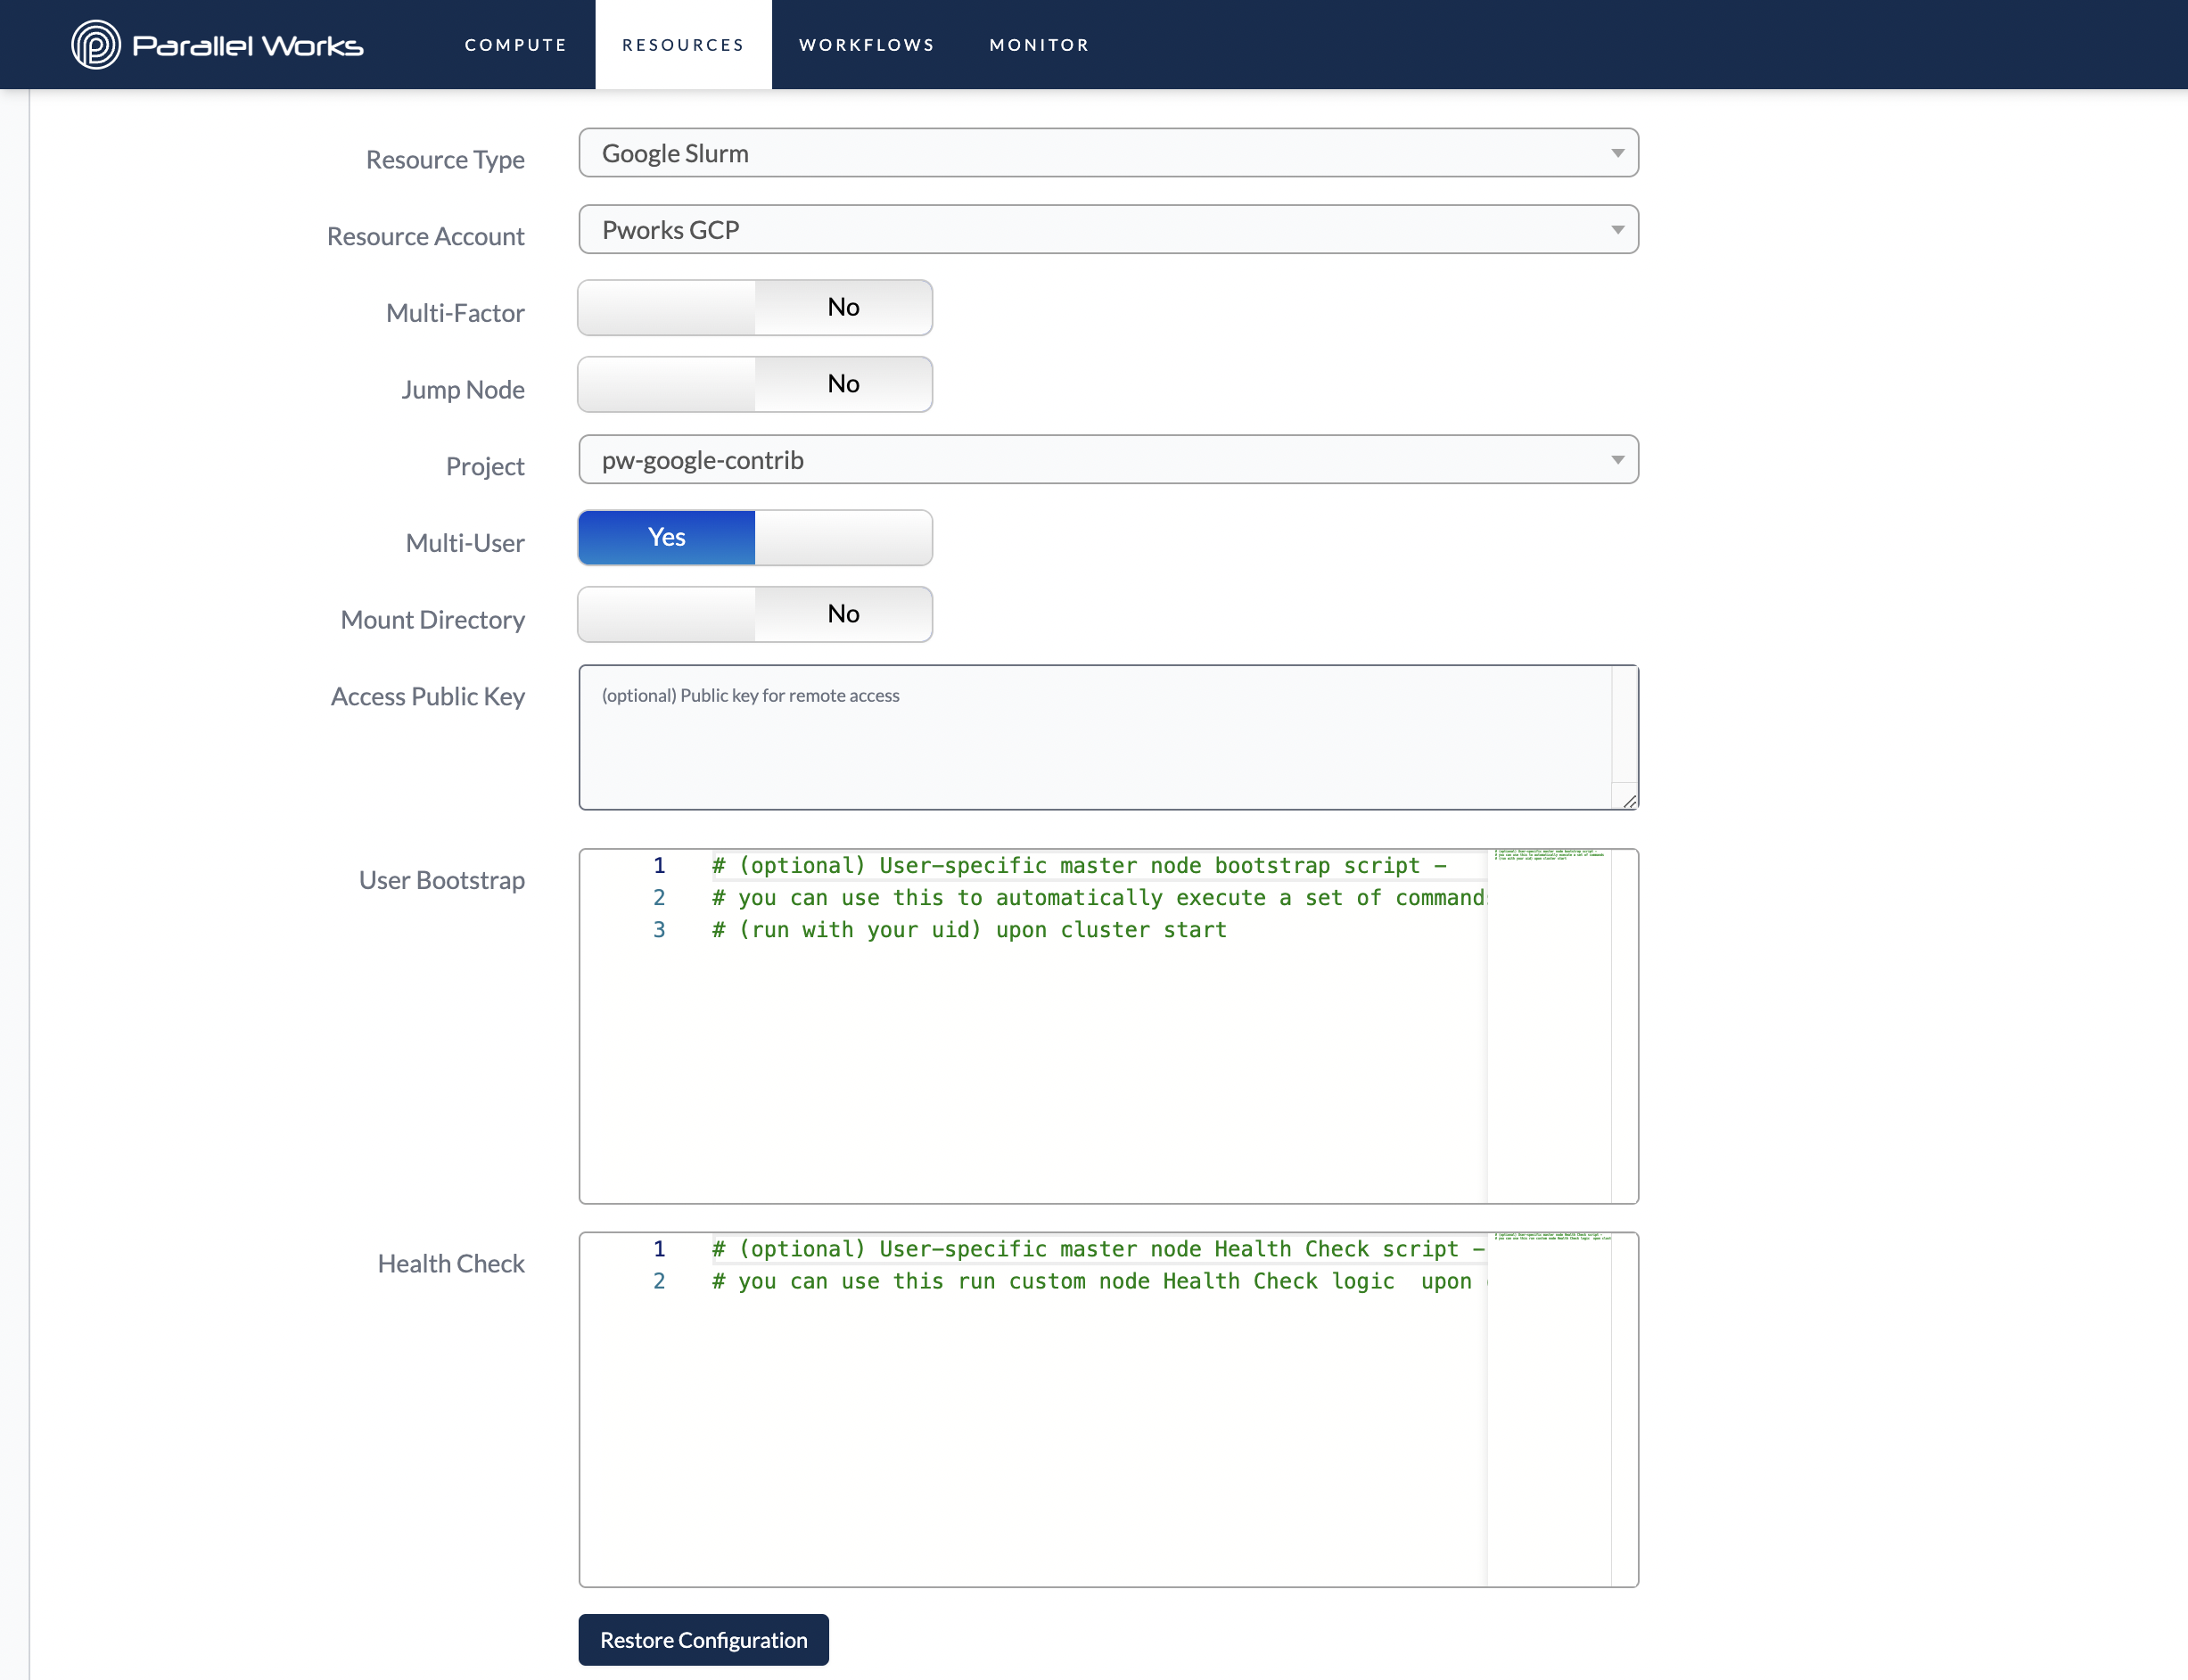 Parallel Works
COMPUTE
RESOURCES
WORKFLOWS
MONITOR
Resource Type
Google Slurm
Resource Account
Pworks GCP
Multi-Factor
No
Jump Node
No
Project
pw-google-contrib
Multi-User
Yes
Mount Directory
No
Access Public Key
(optional) Public key for remote access
User Bootstrap
1 # (optional) User-specific master node bootstrap script -
2 # you can use this to automatically execute a set of command
3 # (run with your uid) upon cluster start
Health Check
1 # (optional) User-specific master node Health Check script -
2 # you can use this run custom node Health Check logic  upon
Restore Configuration